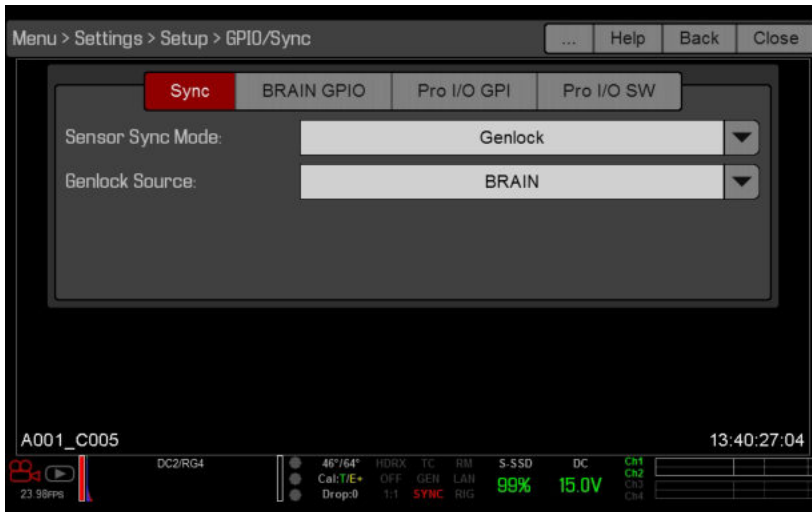 Menu > Settings > Setup > GPIO/Sync ... Help Back Close
Sync BRAIN GPIO Pro I/O GPI Pro I/O SW
Sensor Sync Mode: Genlock
Genlock Source: BRAIN
A001_C005 13:40:27:04
DC2/RG4 46°/64° HDRX TC RM S-SSD DC Ch1
Cal:T/E+ OFF GEN LAN 99% 15.0V Ch2
Ch3
23 98FPS Drop:0 1:1 SYNC RIG Ch4